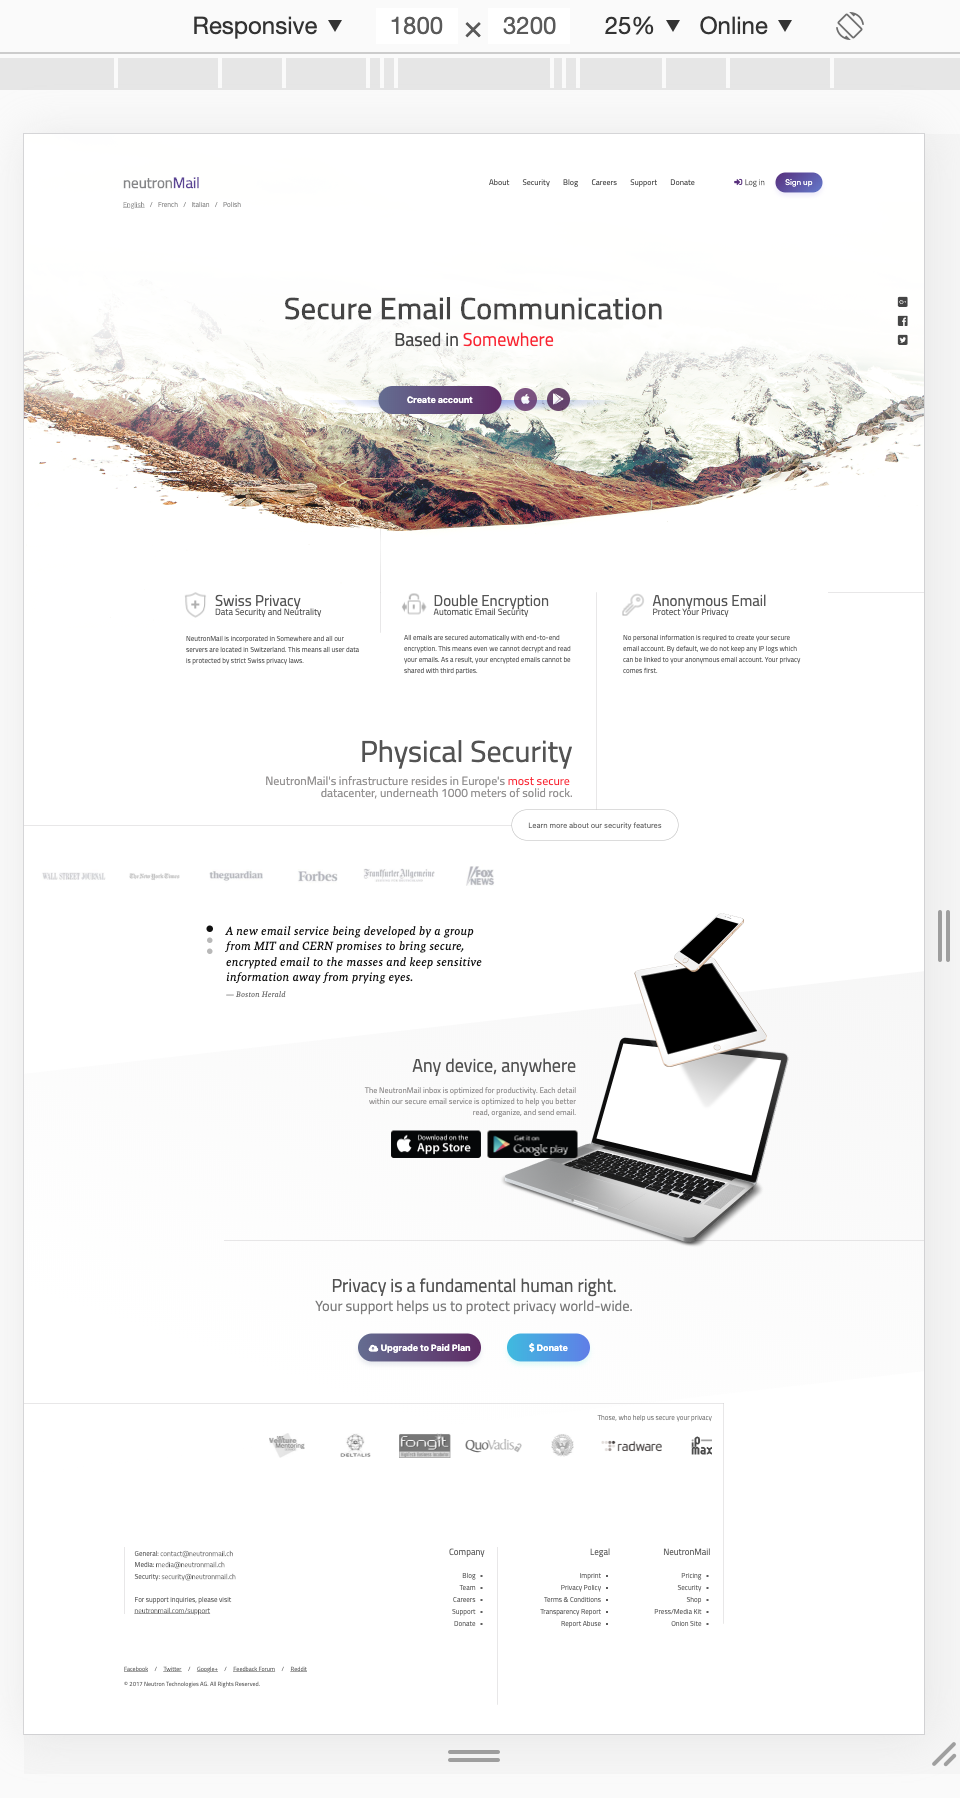 Responsive ▼ 1800 × 3200 25% ▼ Online ▼
neutronMail
About Security Blog Careers Support Donate Log in Sign up
English / French / Italian / Polish
Secure Email Communication
Based in Somewhere
Create account
Swiss Privacy
Data Security and Neutrality
NeutronMail is incorporated in Somewhere and all our
servers are located in Switzerland. This means all user data
is protected by strict Swiss privacy laws.
Double Encryption
Automatic Email Security
All emails are secured automatically with end-to-end
encryption. This means even we cannot decrypt and read
your emails. As a result, your encrypted emails cannot be
shared with third parties.
Anonymous Email
Protect Your Privacy
No personal information is required to create your secure
email account. By default, we do not keep any IP logs which
can be linked to your anonymous email account. Your privacy
comes first.
Physical Security
NeutronMail's infrastructure resides in Europe's most secure
datacenter, underneath 1000 meters of solid rock.
Learn more about our security features
WALL STREET JOURNAL The New York Times theguardian Forbes Frankfurter Allgemeine FOX NEWS
A new email service being developed by a group
from MIT and CERN promises to bring secure,
encrypted email to the masses and keep sensitive
information away from prying eyes.
— Boston Herald
Any device, anywhere
The NeutronMail inbox is optimized for productivity. Each detail
within our secure email service is optimized to help you better
read, organize, and send email.
Download on the
App Store
Get it on
Google play
Privacy is a fundamental human right.
Your support helps us to protect privacy world-wide.
Upgrade to Paid Plan $ Donate
Those, who help us secure your privacy
Venture Mentoring DELTALIS fongit QuoVadis radware ip max
General: contact@neutronmail.ch
Media: media@neutronmail.ch
Security: security@neutronmail.ch
For support inquiries, please visit
neutronmail.com/support
Company
Blog •
Team •
Careers •
Support •
Donate •
Legal
Imprint •
Privacy Policy •
Terms & Conditions •
Transparency Report •
Report Abuse •
NeutronMail
Pricing •
Security •
Shop •
Press/Media Kit •
Onion Site •
Facebook / Twitter / Google+ / Feedback Forum / Reddit
© 2017 Neutron Technologies AG. All Rights Reserved.